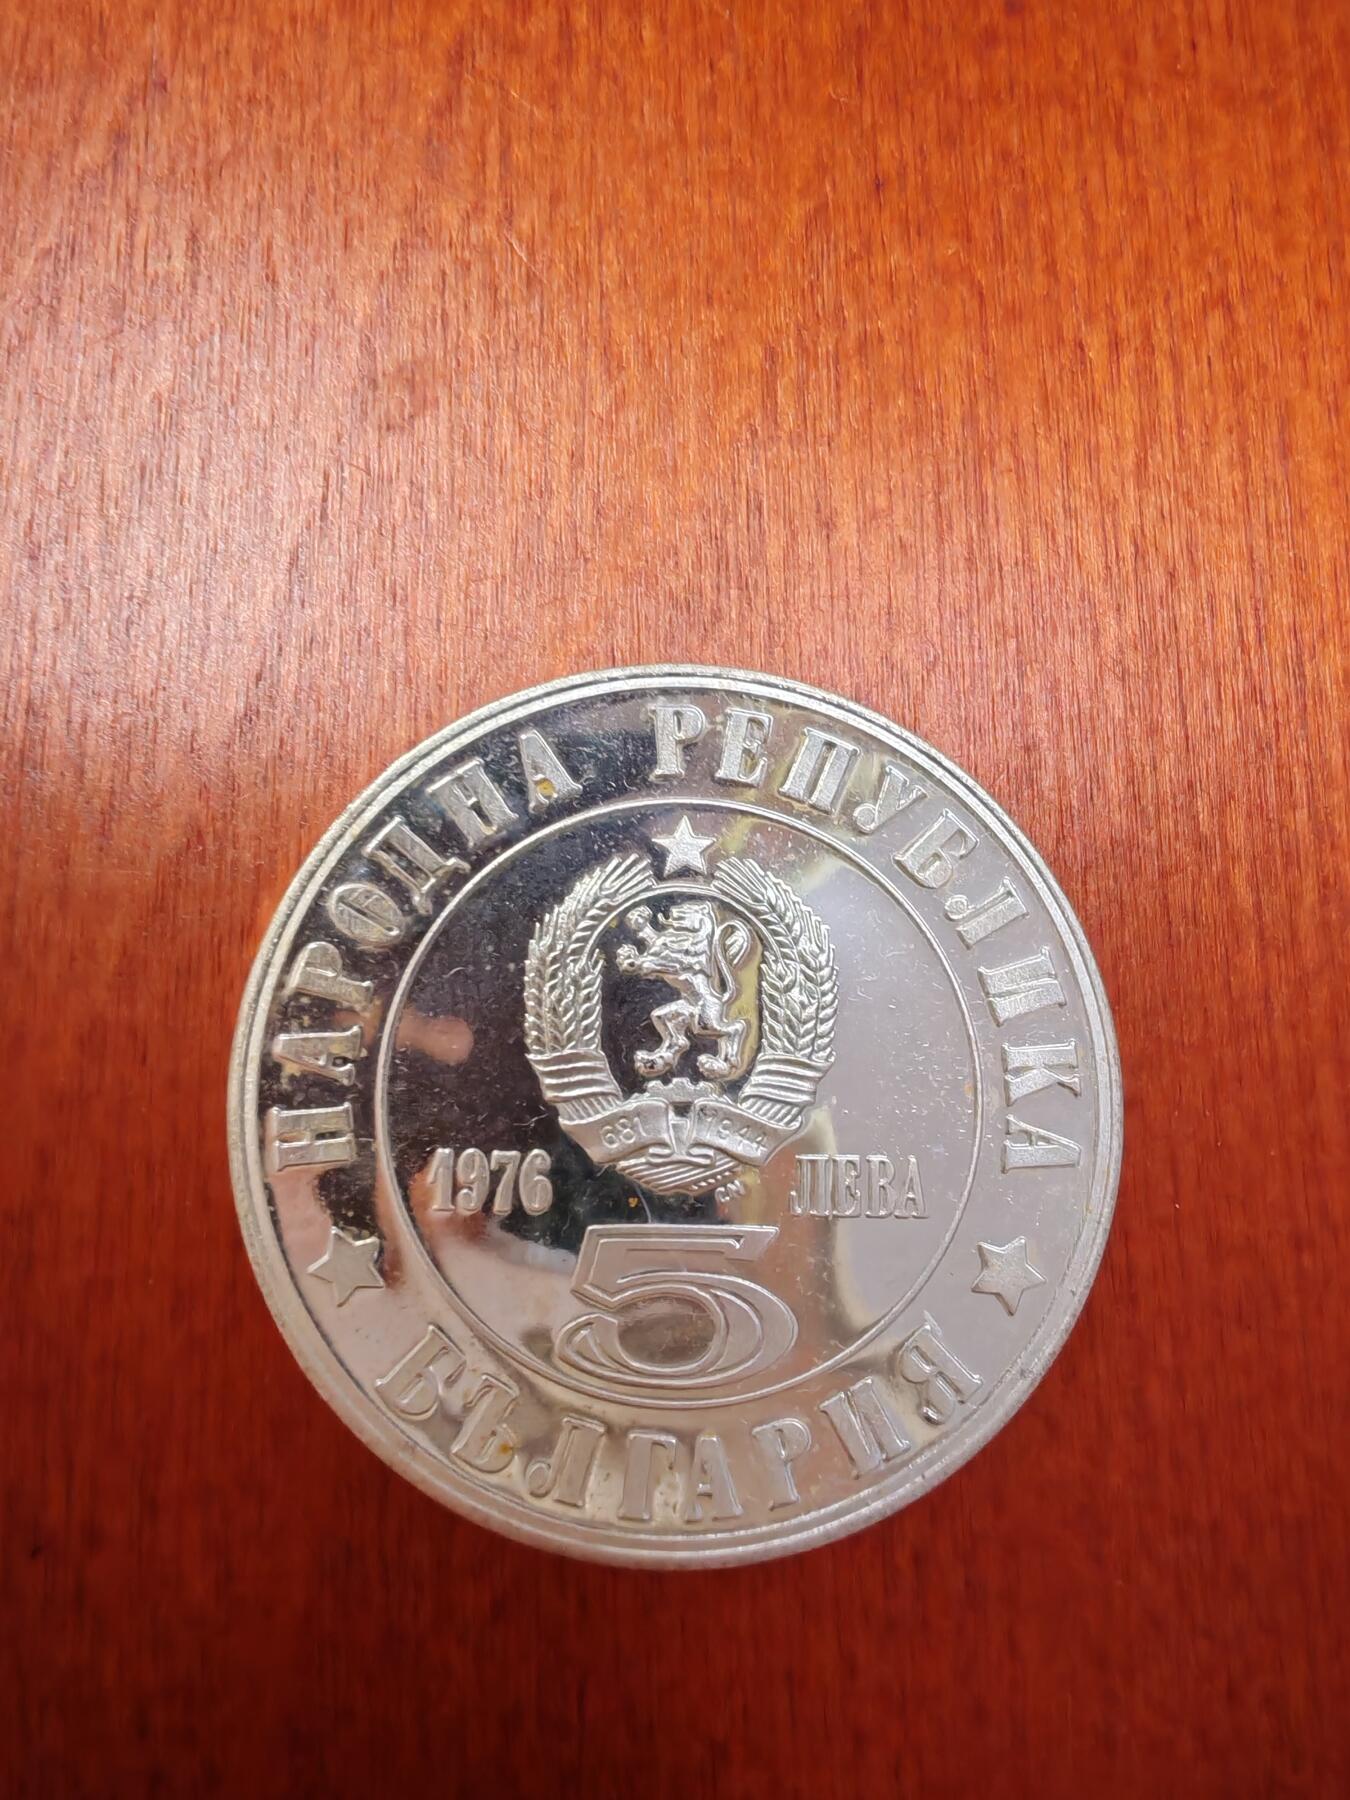 НАРОДНА РЕПУБЛИКА
681 1944
1976 ЛЕВА
5
БЪЛГАРИЯ